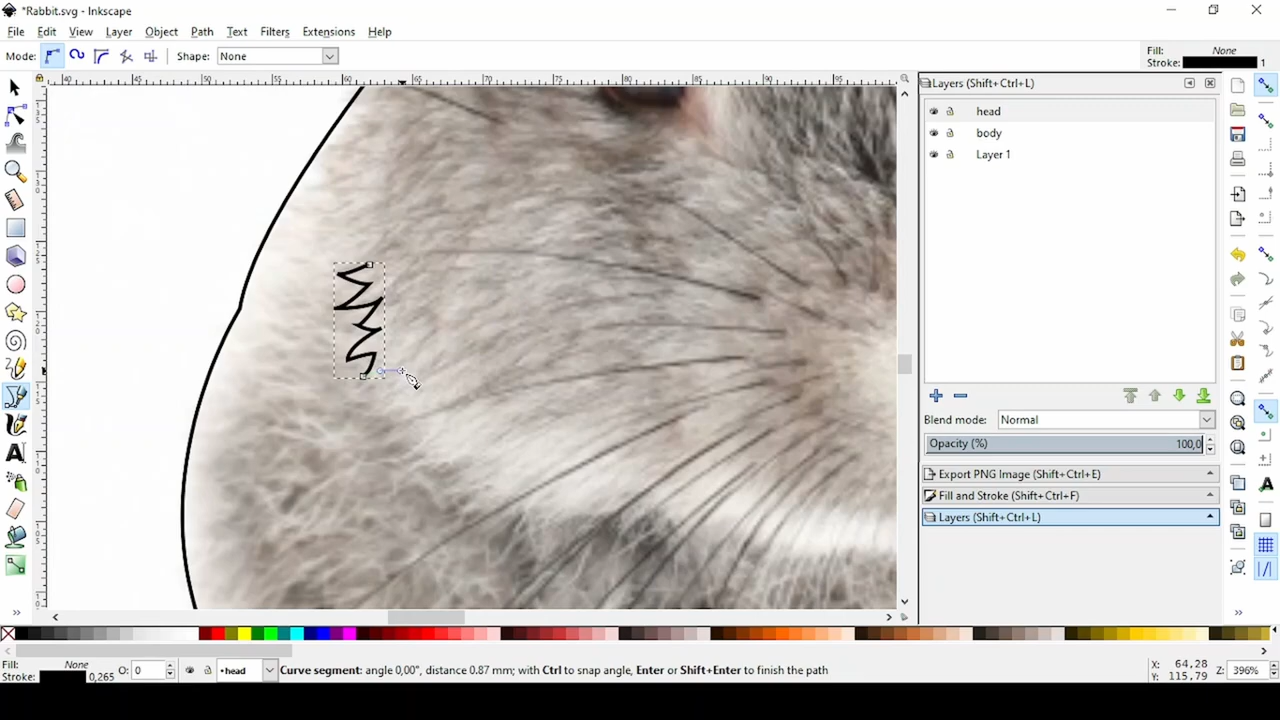 *Rabbit.svg - Inkscape
File Edit View Layer Object Path Text Filters Extensions Help
Mode: Shape: None Fill: None
Stroke: 1
Layers (Shift+Ctrl+L)
head
body
Layer 1
Blend mode: Normal
Opacity (%) 100,0
Export PNG Image (Shift+Ctrl+E)
Fill and Stroke (Shift+Ctrl+F)
Layers (Shift+Ctrl+L)
Fill: None O: 0 •head Curve segment: angle 0,00°, distance 0.87 mm; with Ctrl to snap angle, Enter or Shift+Enter to finish the path X: 64,28 Z: 396%
Stroke: 0,265 Y: 115,79